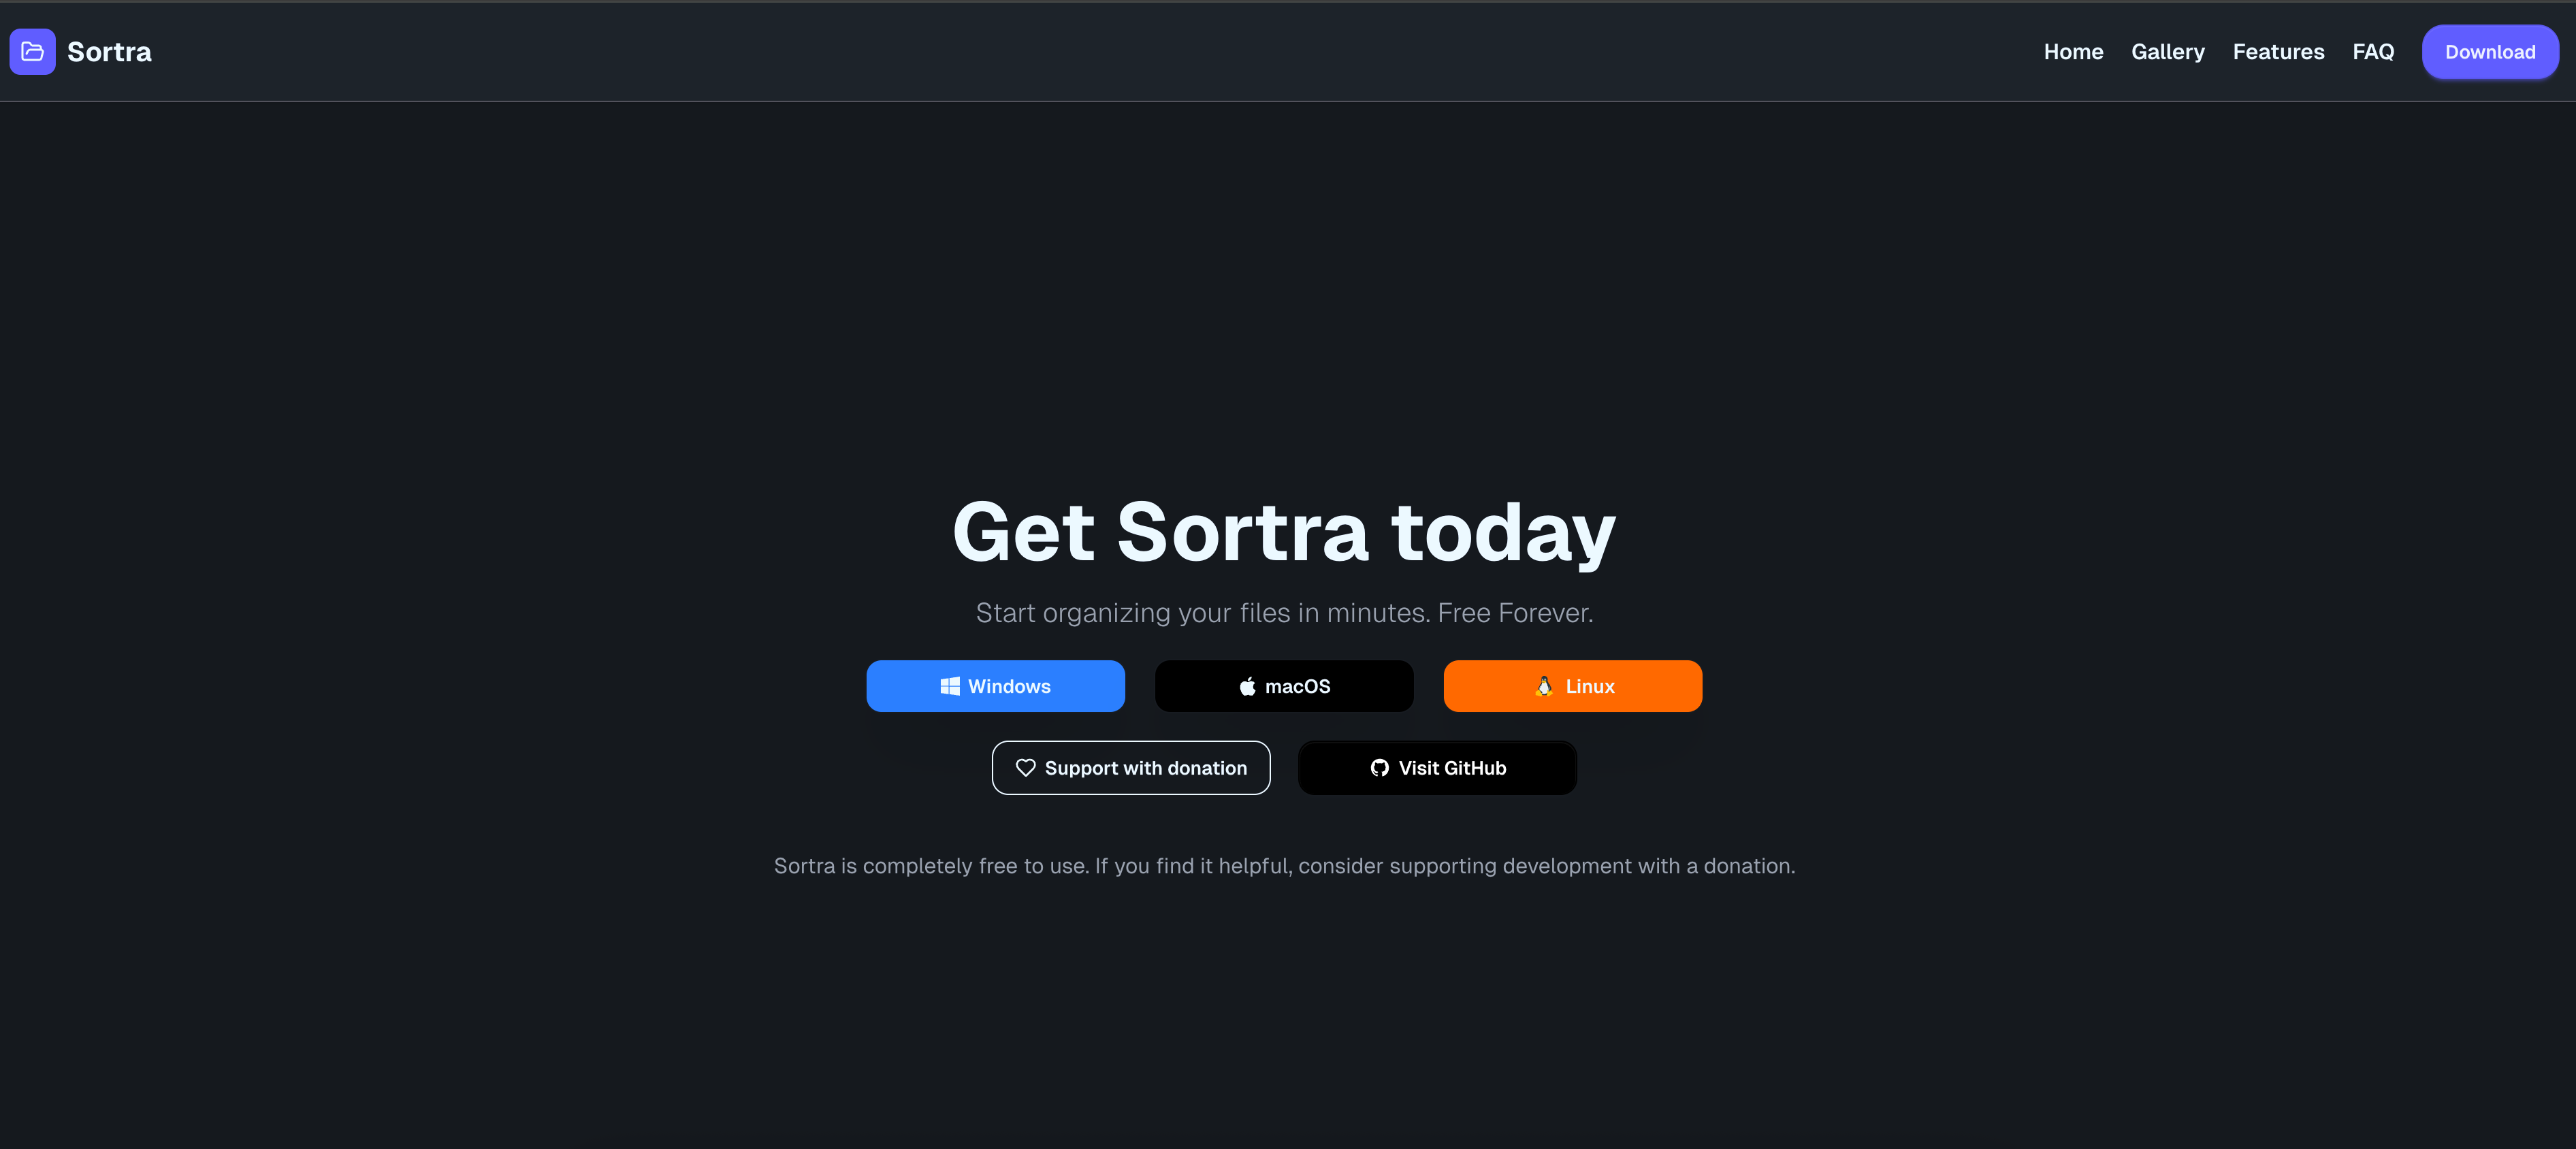 Sortra
Home Gallery Features FAQ Download
Get Sortra today
Start organizing your files in minutes. Free Forever.
Windows macOS Linux
Support with donation Visit GitHub
Sortra is completely free to use. If you find it helpful, consider supporting development with a donation.